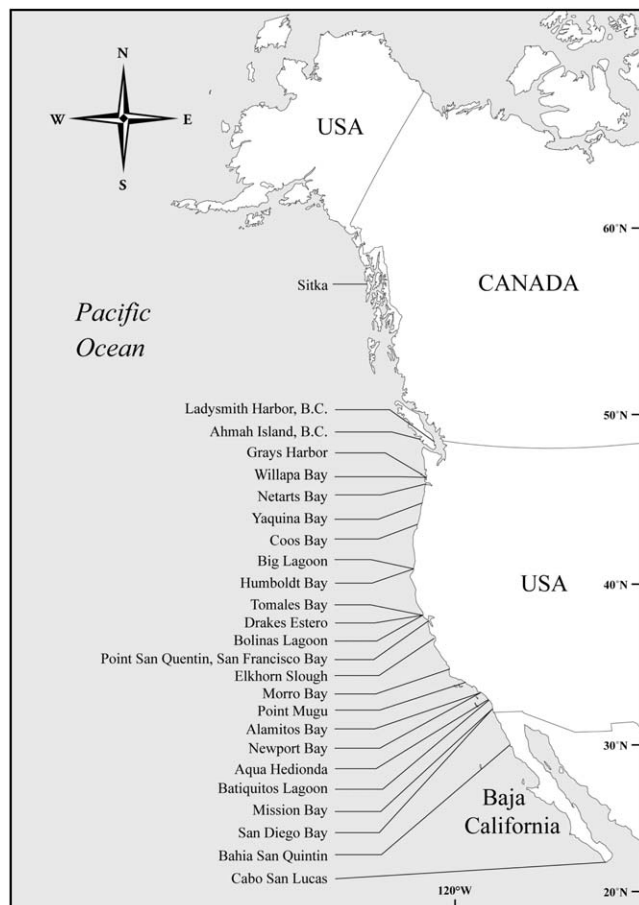 N
W
E
S
USA
60°N
Sitka
CANADA
Pacific
Ocean
50°N
Ladysmith Harbor, B.C.
Ahmah Island, B.C.
Grays Harbor
Willapa Bay
Netarts Bay
Yaquina Bay
Coos Bay
Big Lagoon
Humboldt Bay
USA
40°N
Tomales Bay
Drakes Estero
Bolinas Lagoon
Point San Quentin, San Francisco Bay
Elkhorn Slough
Morro Bay
Point Mugu
Alamitos Bay
Newport Bay
30°N
Aqua Hedionda
Batiquitos Lagoon
Mission Bay
San Diego Bay
Bahia San Quintin
Cabo San Lucas
Baja
California
120°W
20°N